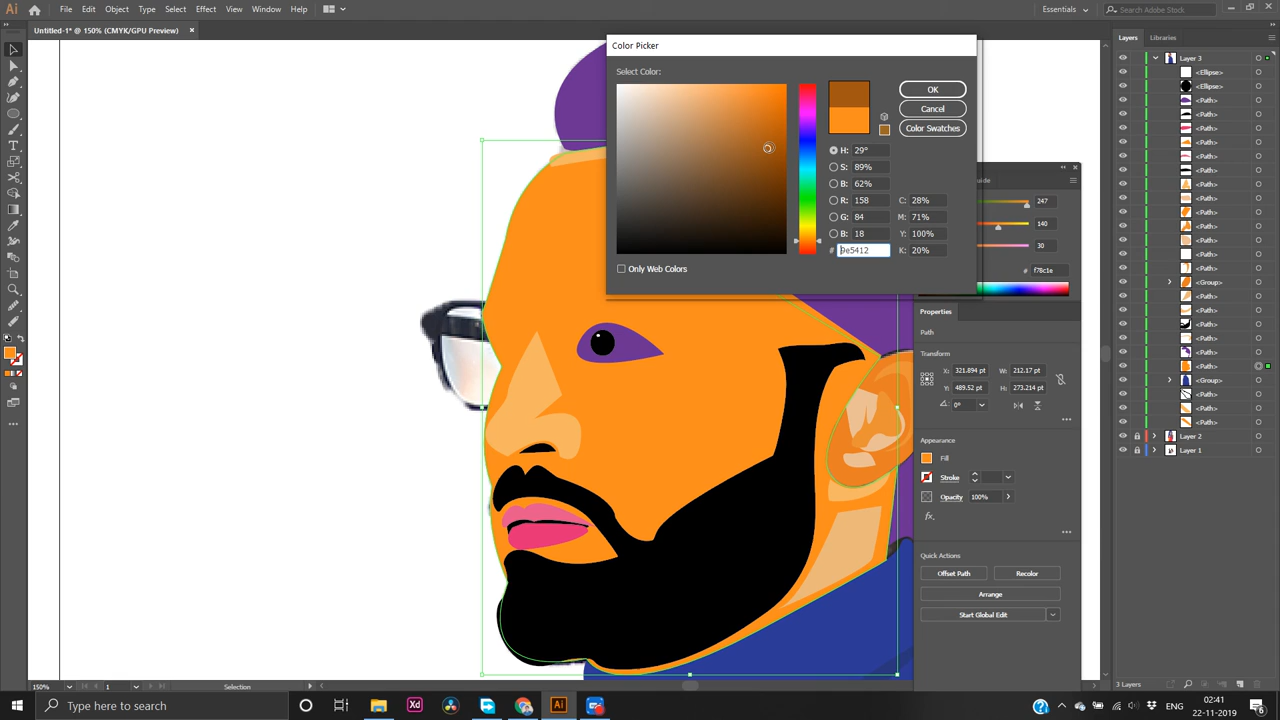 Ai File Edit Object Type Select Effect View Window Help Essentials Search Adobe Stock
Untitled-1* @ 150% (CMYK/GPU Preview) ×
Color Picker
Select Color:
OK
Cancel
Color Swatches
H: 29°
S: 89%
B: 62%
R: 158 C: 28%
G: 84 M: 71%
B: 18 Y: 100%
# 9e5412 K: 20%
Only Web Colors
247
140
30
# f78c1e
Properties
Path
Transform
X: 321.894 pt W: 212.17 pt
Y: 489.52 pt H: 273.214 pt
0°
Appearance
Fill
Stroke
Opacity 100%
fx.
Quick Actions
Offset Path Recolor
Arrange
Start Global Edit
Layers Libraries
Layer 3
<Ellipse>
<Ellipse>
<Path>
<Path>
<Path>
<Path>
<Path>
<Path>
<Path>
<Path>
<Path>
<Path>
<Path>
<Path>
<Path>
<Group>
<Path>
<Path>
<Path>
<Path>
<Path>
<Path>
<Group>
<Path>
<Path>
<Path>
Layer 2
Layer 1
3 Layers
150% 1 Selection
Type here to search
Xd
Ai
02:41
22-11-2019
6